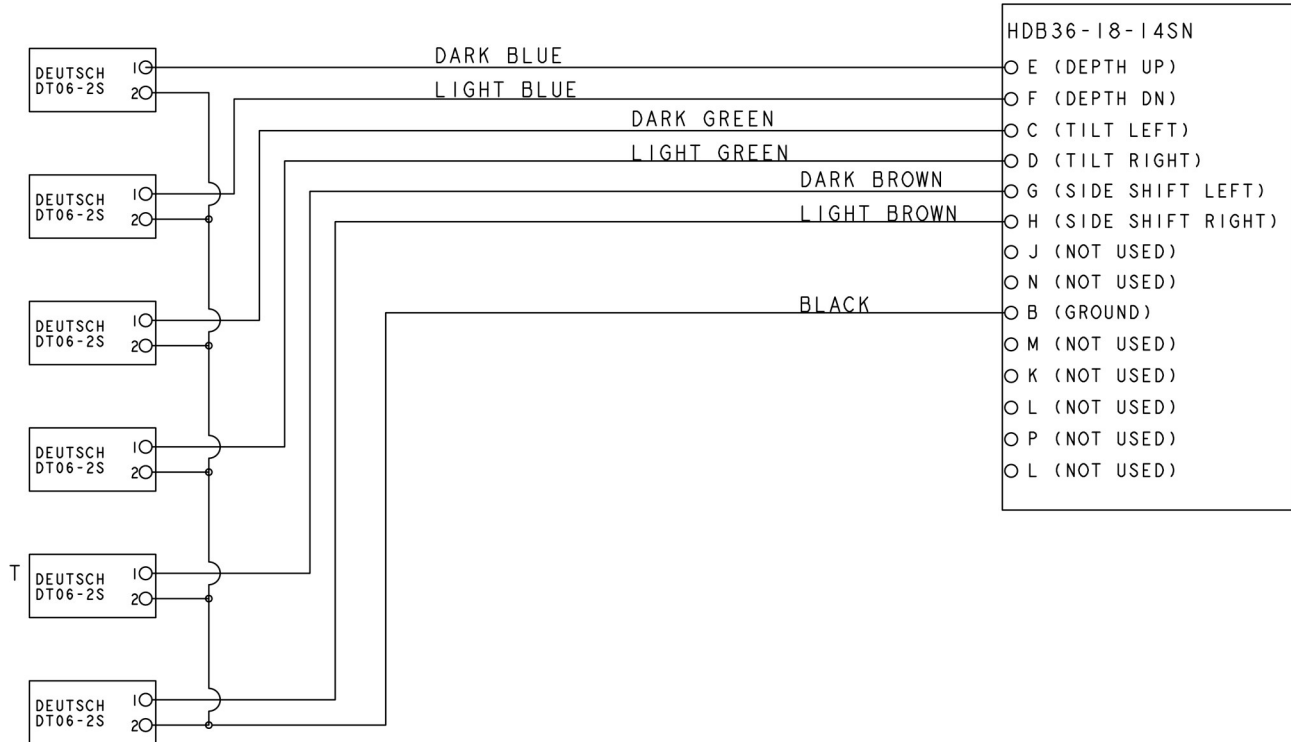 HDB36-18-14SN
DEUTSCH
DT06-2S
1
2
DARK BLUE
E (DEPTH UP)
LIGHT BLUE
F (DEPTH DN)
DARK GREEN
C (TILT LEFT)
LIGHT GREEN
D (TILT RIGHT)
DEUTSCH
DT06-2S
1
2
DARK BROWN
G (SIDE SHIFT LEFT)
LIGHT BROWN
H (SIDE SHIFT RIGHT)
J (NOT USED)
N (NOT USED)
DEUTSCH
DT06-2S
1
2
BLACK
B (GROUND)
M (NOT USED)
K (NOT USED)
L (NOT USED)
P (NOT USED)
L (NOT USED)
DEUTSCH
DT06-2S
1
2
T
DEUTSCH
DT06-2S
1
2
DEUTSCH
DT06-2S
1
2